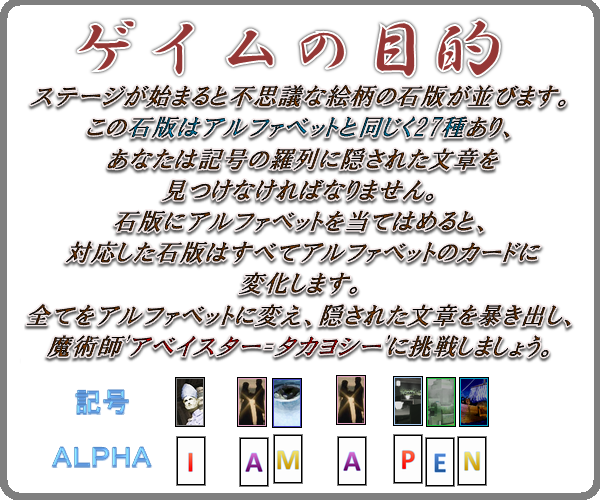 ゲイムの目的
ステージが始まると不思議な絵柄の石版が並びます。
この石版はアルファベットと同じく27種あり、
あなたは記号の羅列に隠された文章を
見つけなければなりません。
石版にアルファベットを当てはめると、
対応した石版はすべてアルファベットのカードに
変化します。
全てをアルファベットに変え、隠された文章を暴き出し、
魔術師'アベイスター=タカヨシー'に挑戦しましょう。
記号
ALPHA I AM A PEN